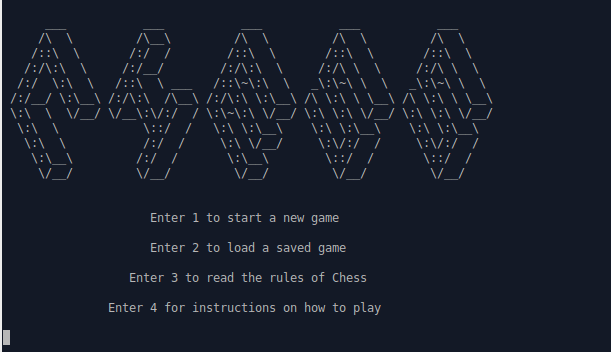 CHESS
Enter 1 to start a new game
Enter 2 to load a saved game
Enter 3 to read the rules of Chess
Enter 4 for instructions on how to play